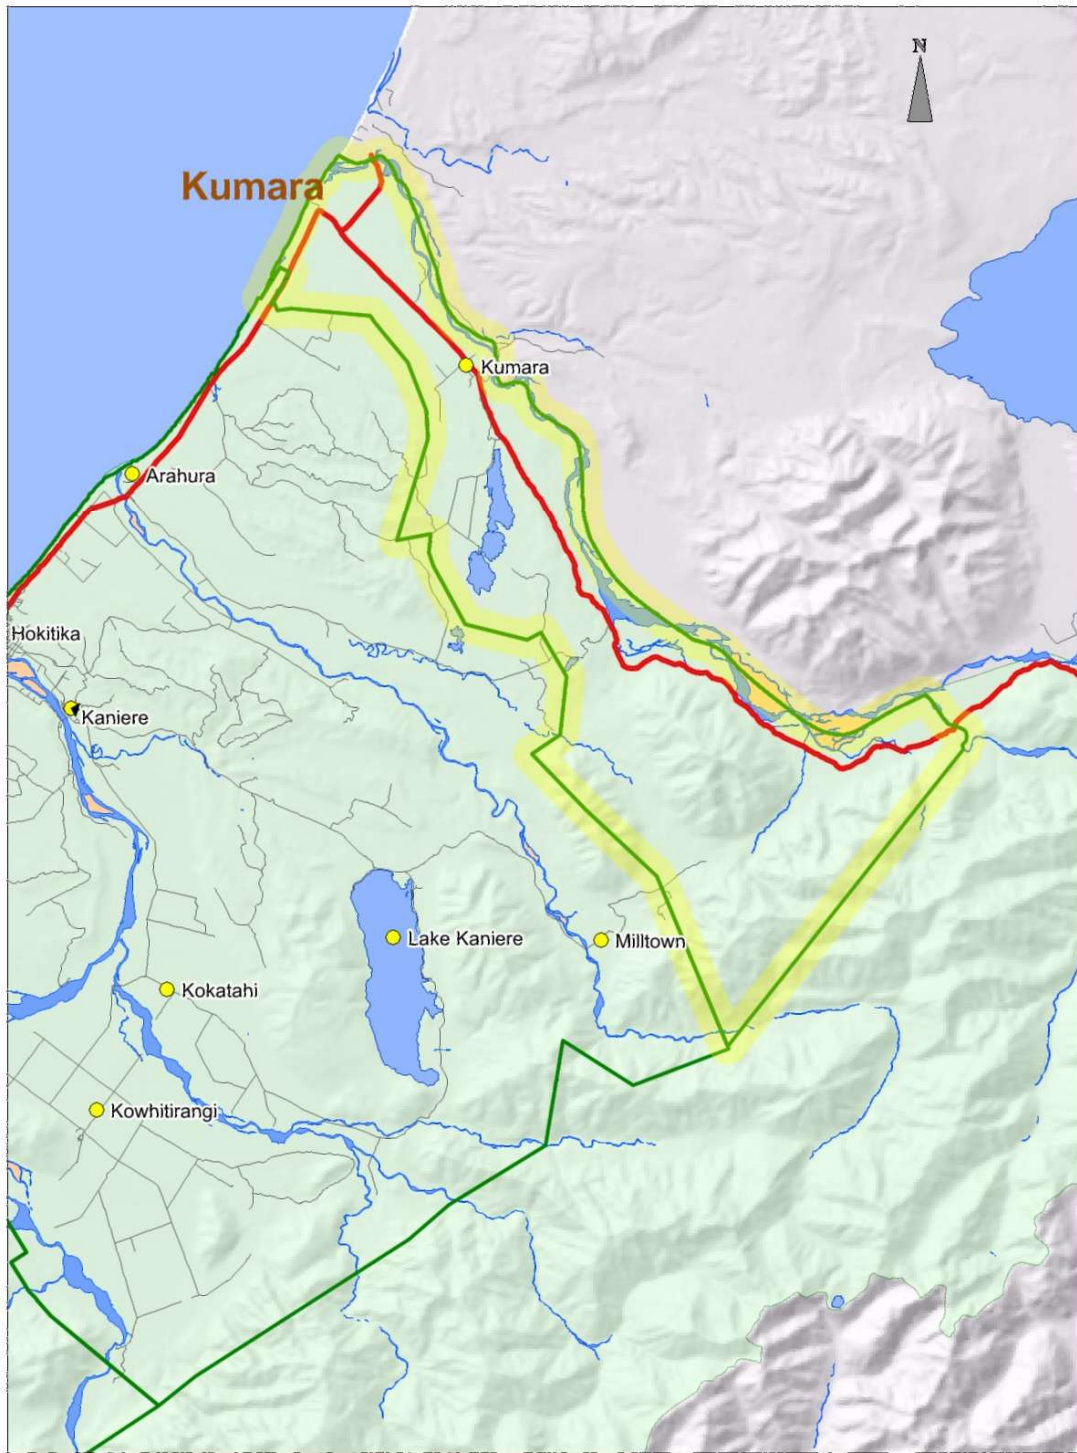 N
Kumara
Kumara
Arahura
Hokitika
Kaniere
Lake Kaniere
Milltown
Kokatahi
Kowhitirangi